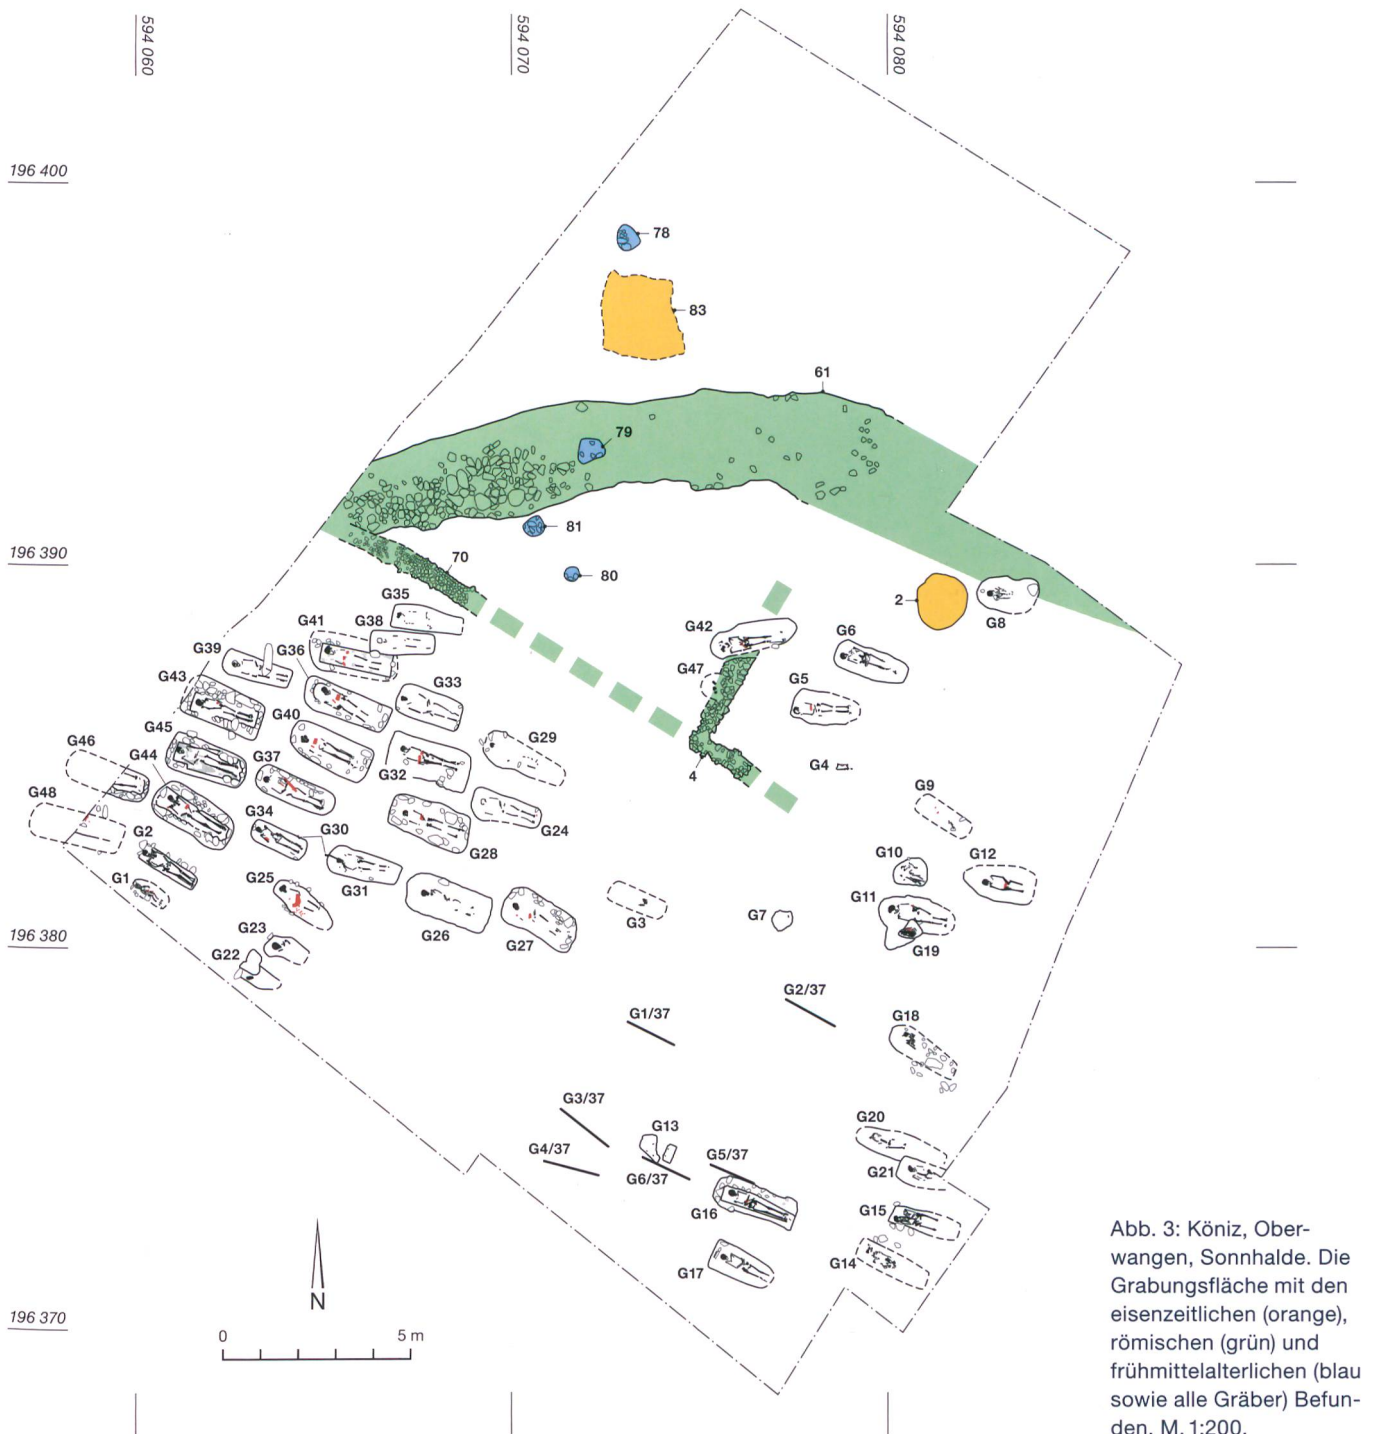 594 060
594 070
594 080
196 400
78
83
61
79
81
196 390
70
80
2
G35
G8
G41
G38
G42
G6
G39
G36
G47
G43
G33
G5
G40
G45
G46
G29
G44
G37
G32
4
G4
G48
G9
G2
G34
G30
G24
G28
G10
G12
G1
G25
G31
G11
G3
G7
G26
G27
196 380
G23
G19
G22
G2/37
G1/37
G18
G3/37
G20
G13
G4/37
G5/37
G21
G6/37
G16
G15
G17
G14
N
196 370
0 5 m
Abb. 3: Köniz, Ober-
wangen, Sonnhalde. Die
Grabungsfläche mit den
eisenzeitlichen (orange),
römischen (grün) und
frühmittelalterlichen (blau
sowie alle Gräber) Befun-
den. M. 1:200.